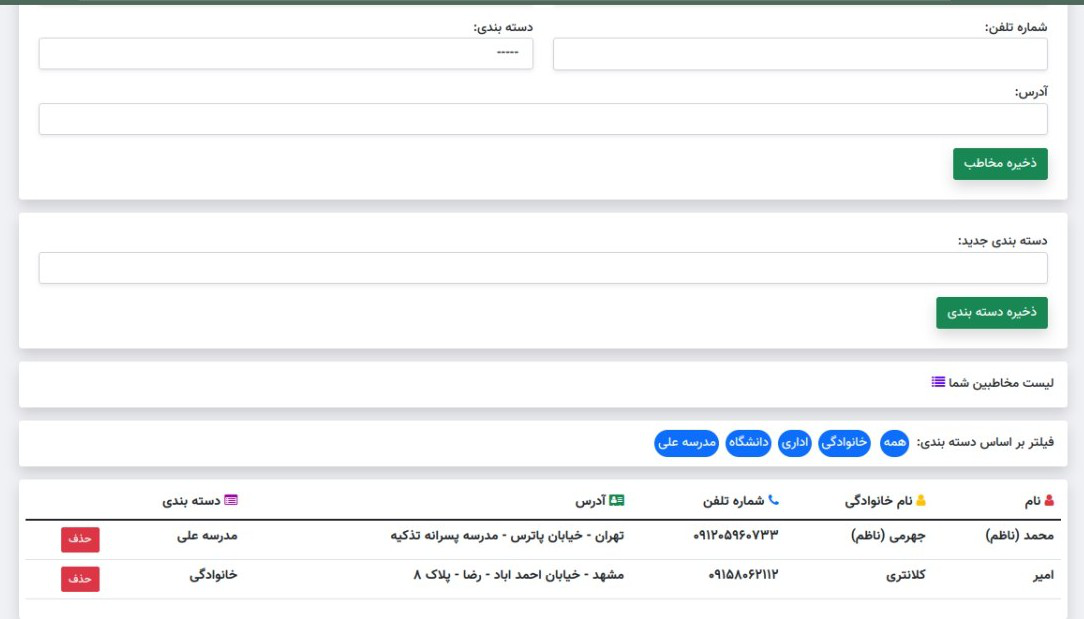 شماره تلفن: دسته بندی:
-----
آدرس:
ذخیره مخاطب
دسته بندی جدید:
ذخیره دسته بندی
لیست مخاطبین شما
فیلتر بر اساس دسته بندی: همه خانوادگی اداری دانشگاه مدرسه علی
نام نام خانوادگی شماره تلفن آدرس دسته بندی
محمد (ناظم) جهرمی (ناظم) ۰۹۱۲۰۵۹۶۰۷۳۳ تهران - خیابان پاترس - مدرسه پسرانه تذکیه مدرسه علی حذف
امیر کلانتری ۰۹۱۵۸۰۶۲۱۱۲ مشهد - خیابان احمد اباد - رضا - پلاک ۸ خانوادگی حذف